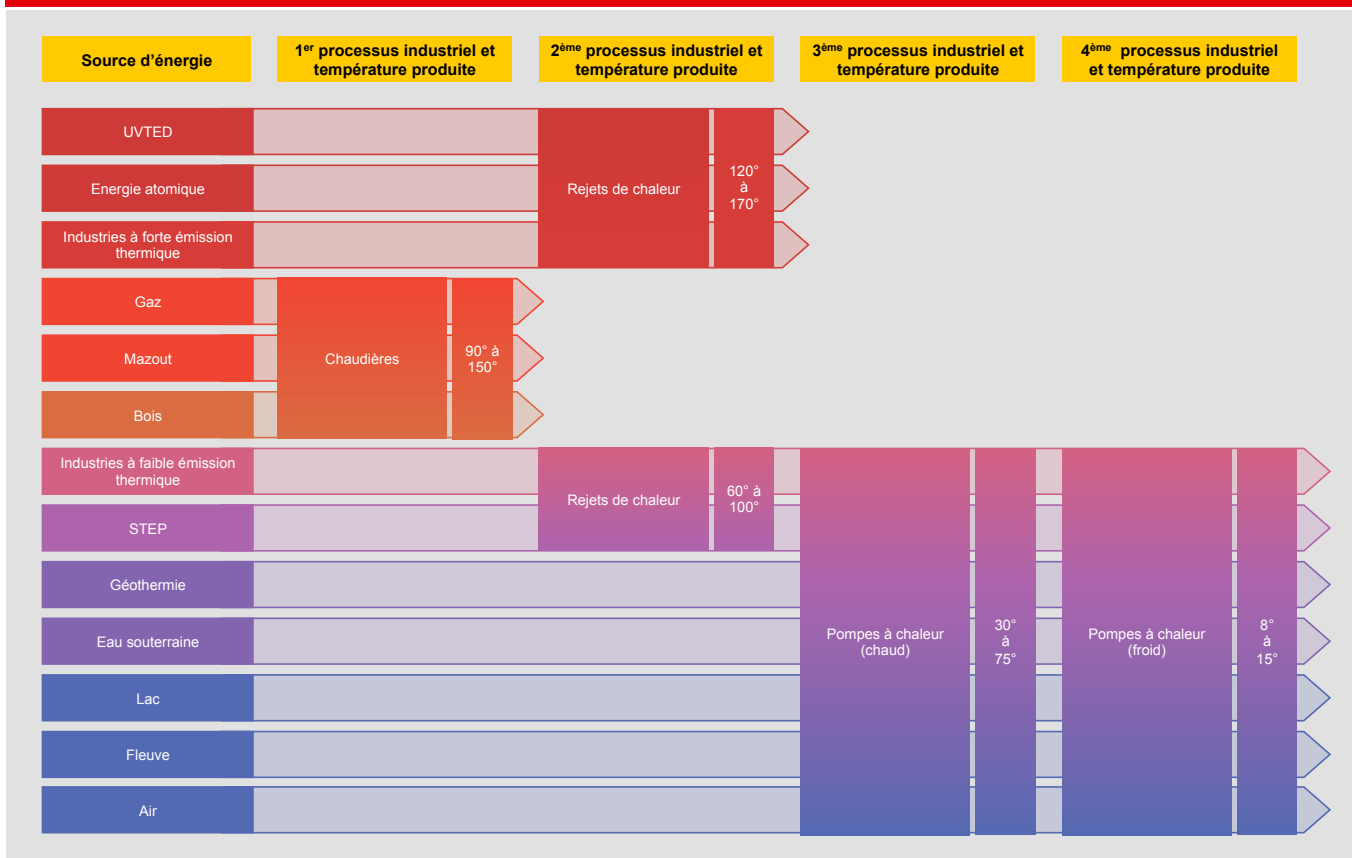 Source d'énergie
1er processus industriel et
température produite
2ème processus industriel et
température produite
3ème processus industriel et
température produite
4ème processus industriel
et température produite
UVTED
Energie atomique
Industries à forte émission
thermique
Rejets de chaleur
120°
à
170°
Gaz
Mazout
Bois
Chaudières
90° à
150°
Industries à faible émission
thermique
STEP
Rejets de chaleur
60° à
100°
Géothermie
Eau souterraine
Lac
Fleuve
Air
Pompes à chaleur
(chaud)
30°
à
75°
Pompes à chaleur
(froid)
8°
à
15°